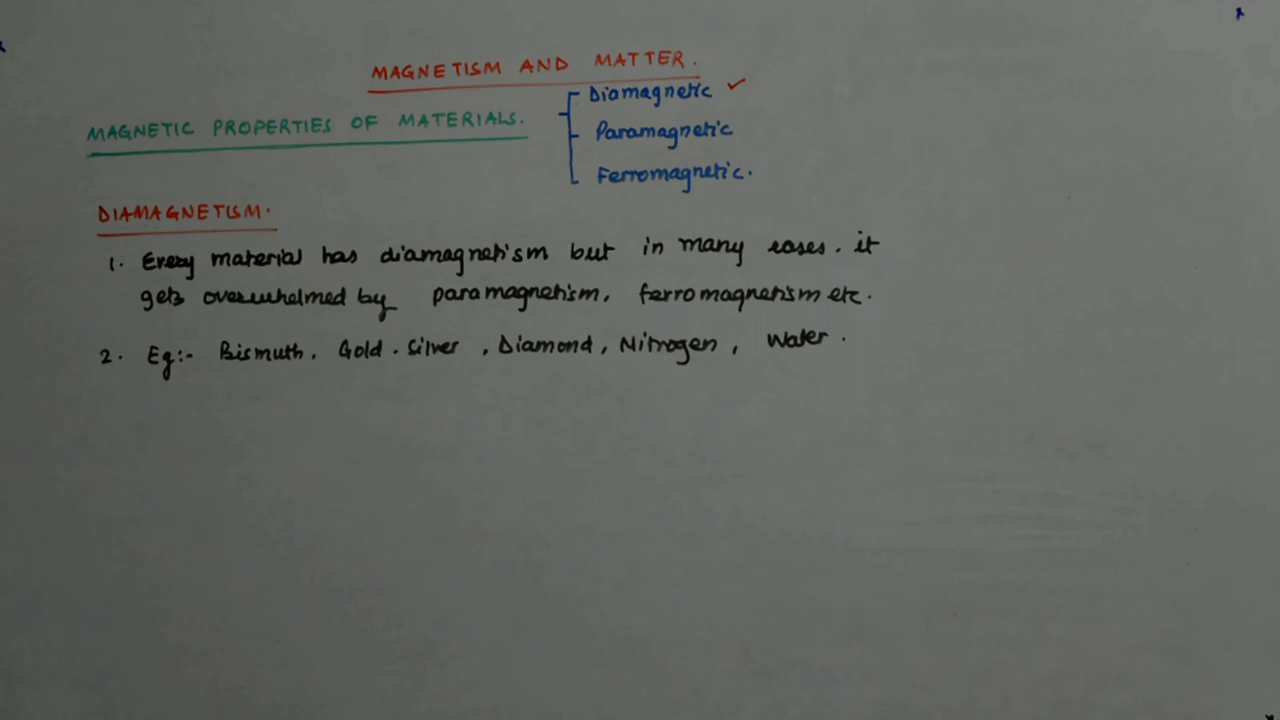 MAGNETISM AND MATTER.
MAGNETIC PROPERTIES OF MATERIALS.
Diamagnetic ✓
Paramagnetic
Ferromagnetic.
DIAMAGNETISM.
1. Every material has diamagnetism but in many cases. it
gets overwhelmed by paramagnetism, ferromagnetism etc.
2. Eg:- Bismuth, Gold. Silver, Diamond, Nitrogen, Water.